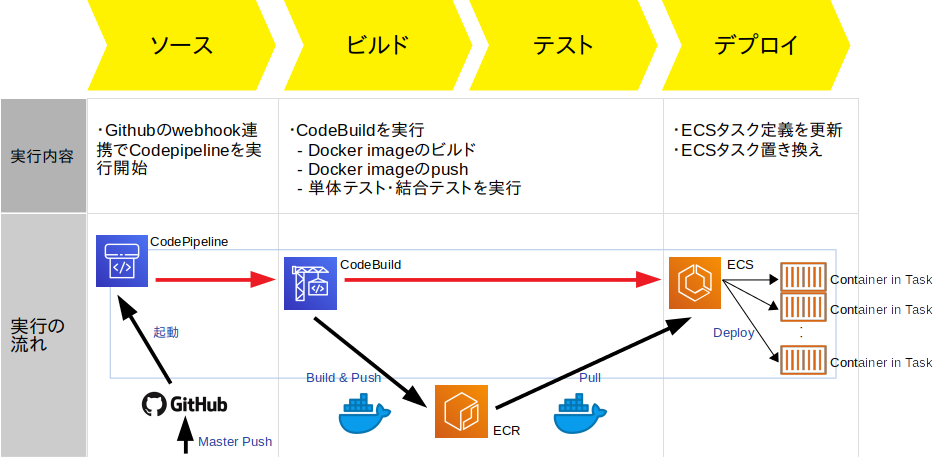 ソース
ビルド
テスト
デプロイ
実行内容
・Githubのwebhook連
携でCodepipelineを実
行開始
・CodeBuildを実行
- Docker imageのビルド
- Docker imageのpush
- 単体テスト・結合テストを実行
・ECSタスク定義を更新
・ECSタスク置き換え
実行の
流れ
CodePipeline
CodeBuild
ECS
Container in Task
Container in Task
:
Container in Task
起動
Deploy
Build & Push
Pull
GitHub
ECR
Master Push